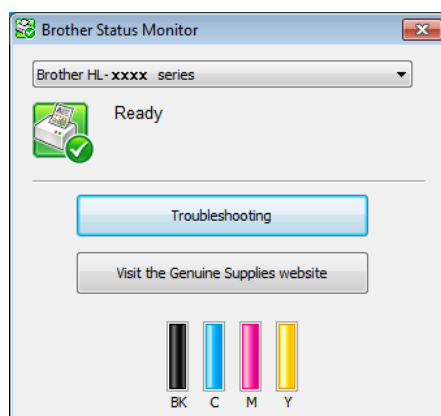 Brother Status Monitor
Brother HL- xxxx series
Ready
Troubleshooting
Visit the Genuine Supplies website
BK C M Y